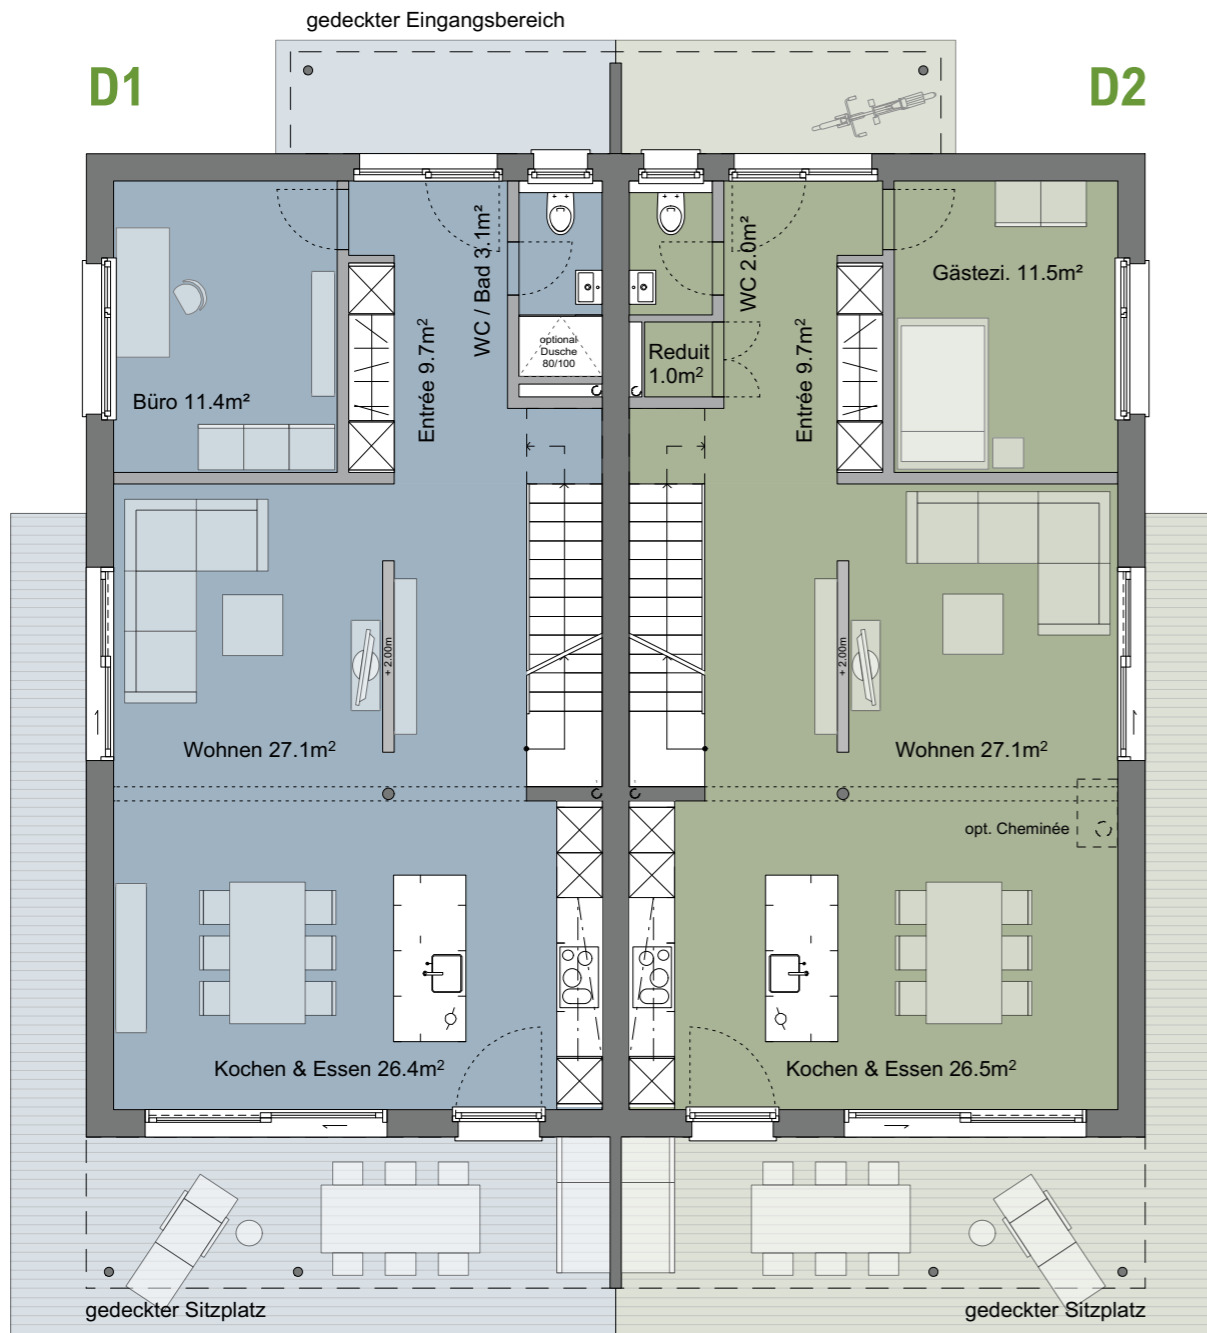 gedeckter Eingangsbereich
D1
D2
WC / Bad 3.1m²
WC 2.0m²
Gästezi. 11.5m²
Entrée 9.7m²
optional
Dusche
80/100
Reduit
1.0m²
Entrée 9.7m²
Büro 11.4m²
+ 2.00m
+ 2.00m
Wohnen 27.1m²
Wohnen 27.1m²
opt. Cheminée
Kochen & Essen 26.4m²
Kochen & Essen 26.5m²
gedeckter Sitzplatz
gedeckter Sitzplatz